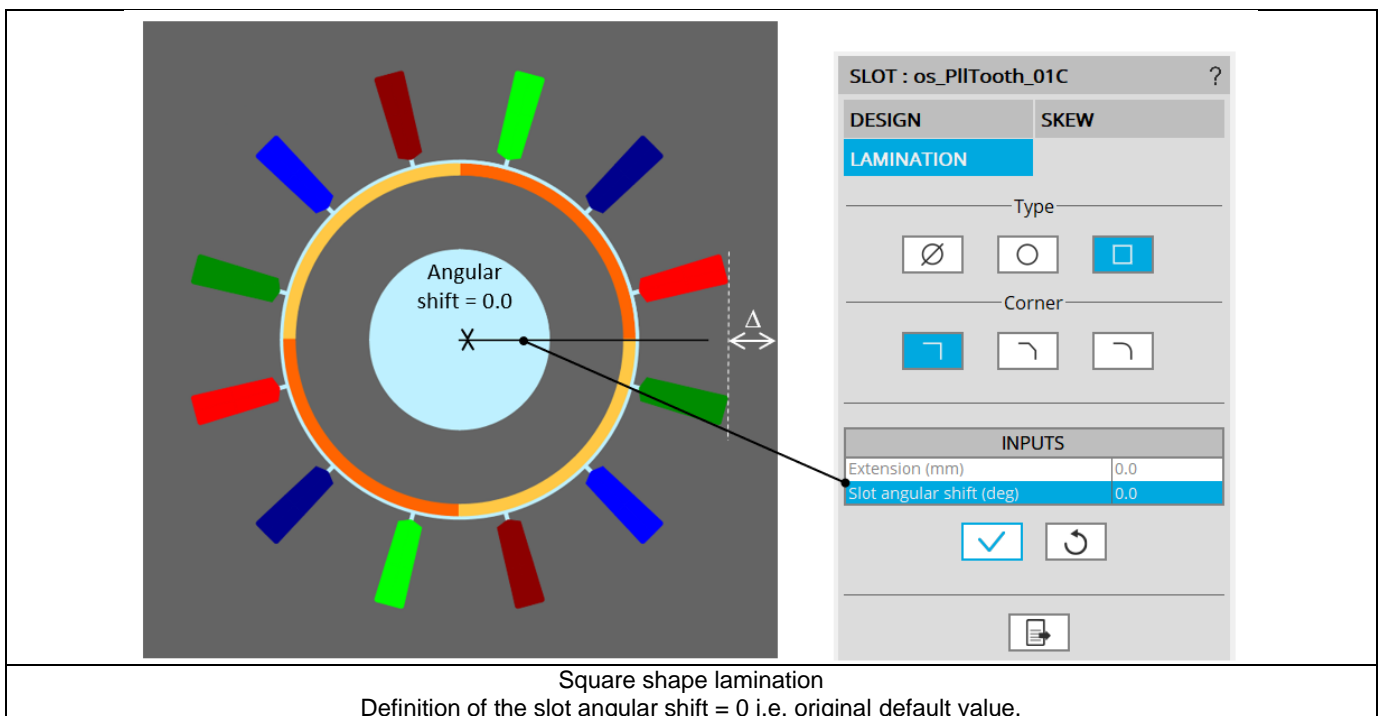 Angular
shift = 0.0
Δ
SLOT : os_PllTooth_01C ?
DESIGN SKEW
LAMINATION
Type
Corner
INPUTS
Extension (mm) 0.0
Slot angular shift (deg) 0.0
Square shape lamination
Definition of the slot angular shift = 0 i.e. original default value.